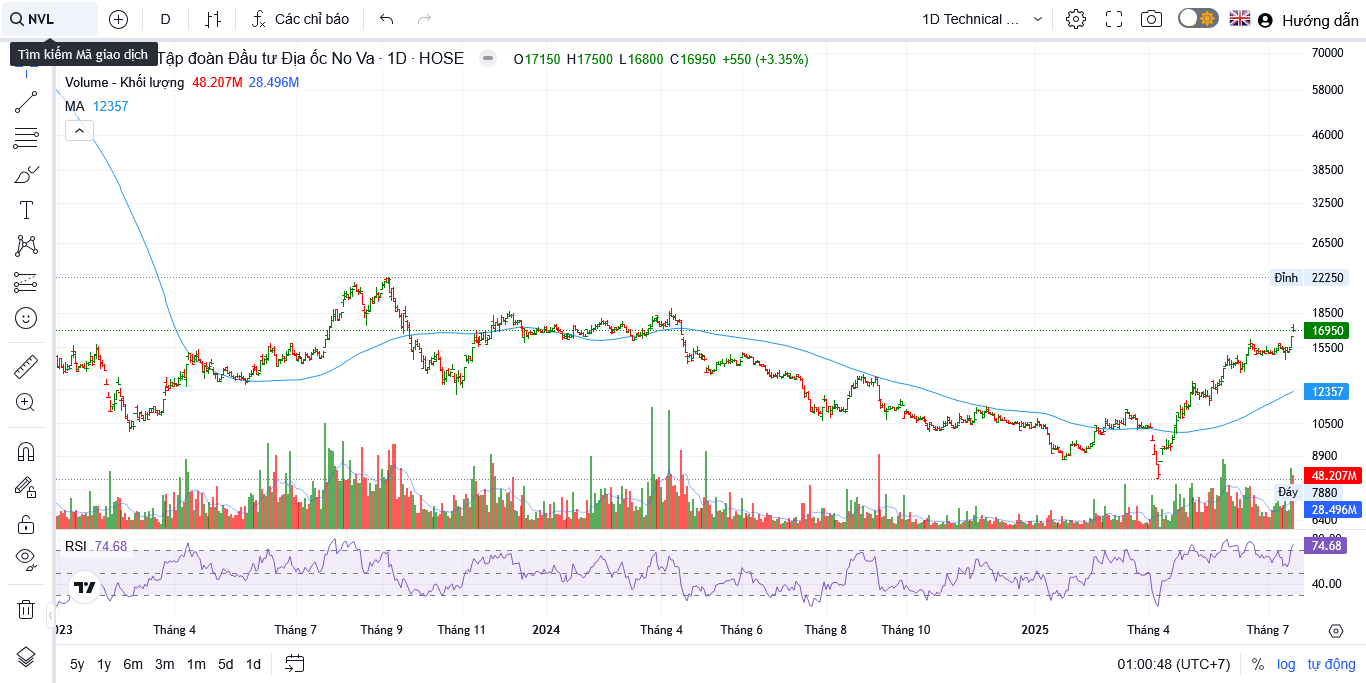 NVL
D
Các chỉ báo
1D Technical ...
Hướng dẫn
Tìm kiếm Mã giao dịch
Tập đoàn Đầu tư Địa ốc No Va · 1D · HOSE
O17150 H17500 L16800 C16950 +550 (+3.35%)
Volume - Khối lượng 48.207M 28.496M
MA 12357
70000
58000
46000
38500
32500
26500
Đỉnh 22250
18500
16950
15500
12357
10500
8900
48.207M
Đáy 7880
28.496M
6400
80.00
RSI 74.68
74.68
40.00
023 Tháng 4 Tháng 7 Tháng 9 Tháng 11 2024 Tháng 4 Tháng 6 Tháng 8 Tháng 10 2025 Tháng 4 Tháng 7
5y 1y 6m 3m 1m 5d 1d
01:00:48 (UTC+7) % log tự động